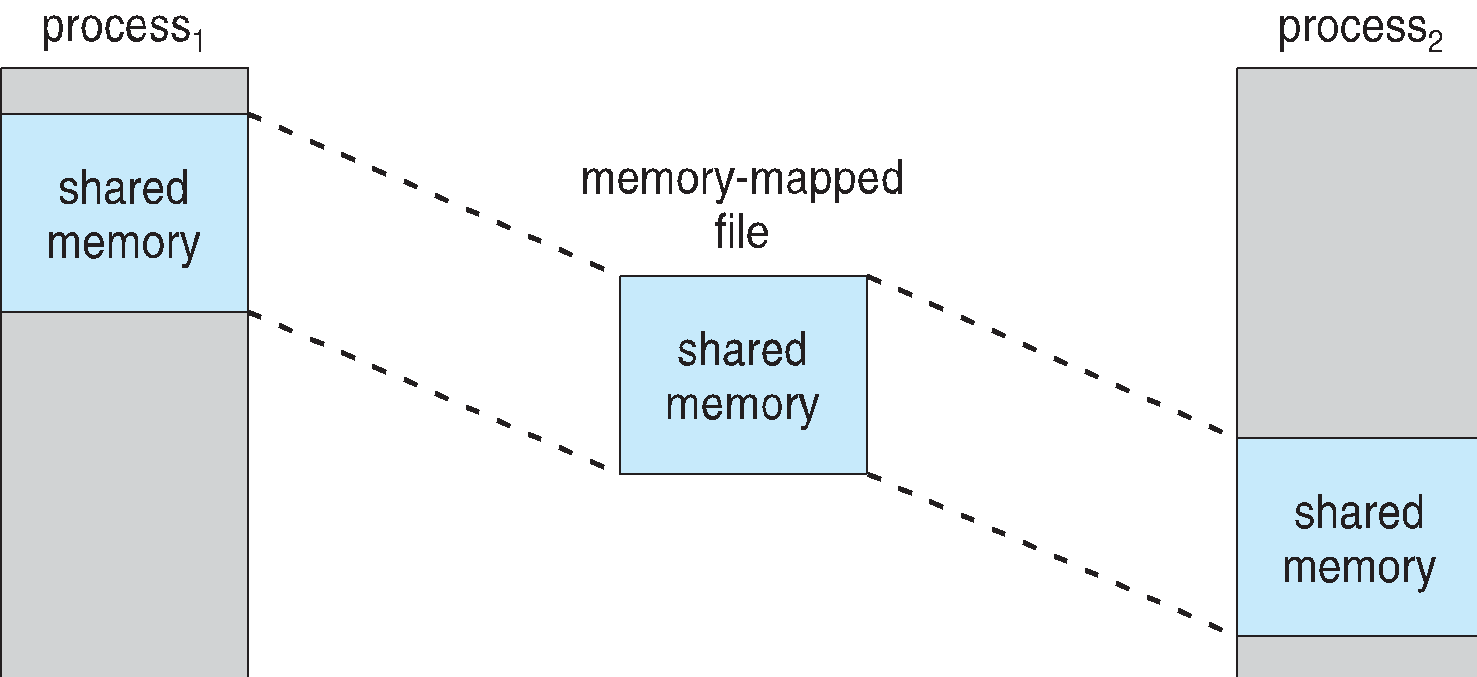 process₁
process₂
shared
memory
memory-mapped
file
shared
memory
shared
memory